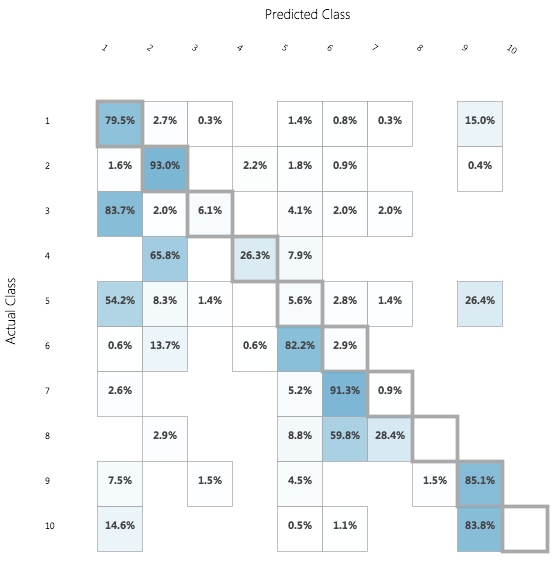 Predicted Class
1 2 3 4 5 6 7 8 9 10
1 79.5% 2.7% 0.3% 1.4% 0.8% 0.3% 15.0%
2 1.6% 93.0% 2.2% 1.8% 0.9% 0.4%
3 83.7% 2.0% 6.1% 4.1% 2.0% 2.0%
4 65.8% 26.3% 7.9%
Actual Class
5 54.2% 8.3% 1.4% 5.6% 2.8% 1.4% 26.4%
6 0.6% 13.7% 0.6% 82.2% 2.9%
7 2.6% 5.2% 91.3% 0.9%
8 2.9% 8.8% 59.8% 28.4%
9 7.5% 1.5% 4.5% 1.5% 85.1%
10 14.6% 0.5% 1.1% 83.8%